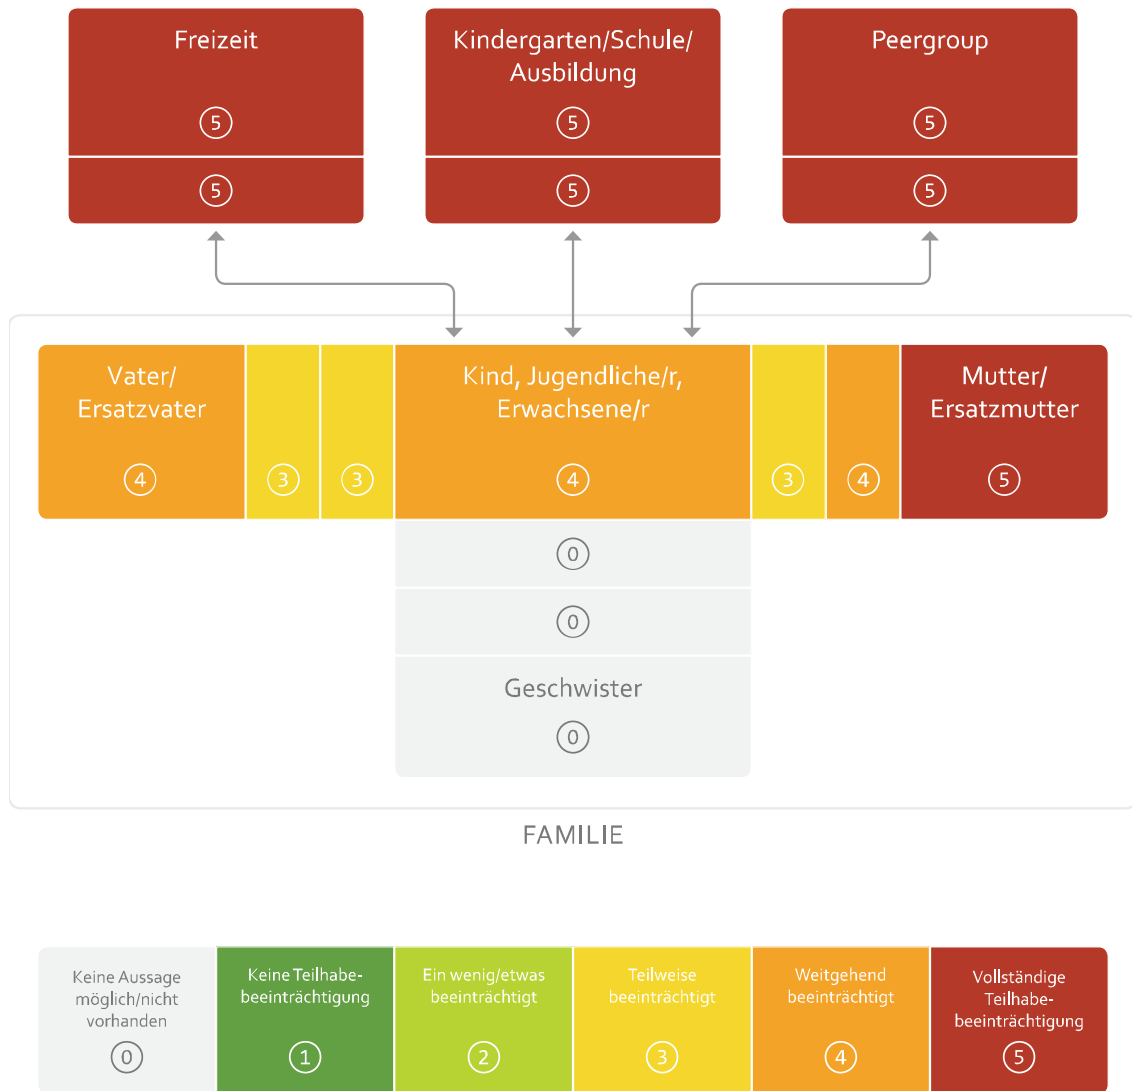 Freizeit
5
5
Kindergarten/Schule/
Ausbildung
5
5
Peergroup
5
5
Vater/
Ersatzvater
4
3
3
Kind, Jugendliche/r,
Erwachsene/r
4
3
4
Mutter/
Ersatzmutter
5
0
0
Geschwister
0
FAMILIE
Keine Aussage
möglich/nicht
vorhanden
0
Keine Teilhabe-
beeinträchtigung
1
Ein wenig/etwas
beeinträchtigt
2
Teilweise
beeinträchtigt
3
Weitgehend
beeinträchtigt
4
Vollständige
Teilhabe-
beeinträchtigung
5